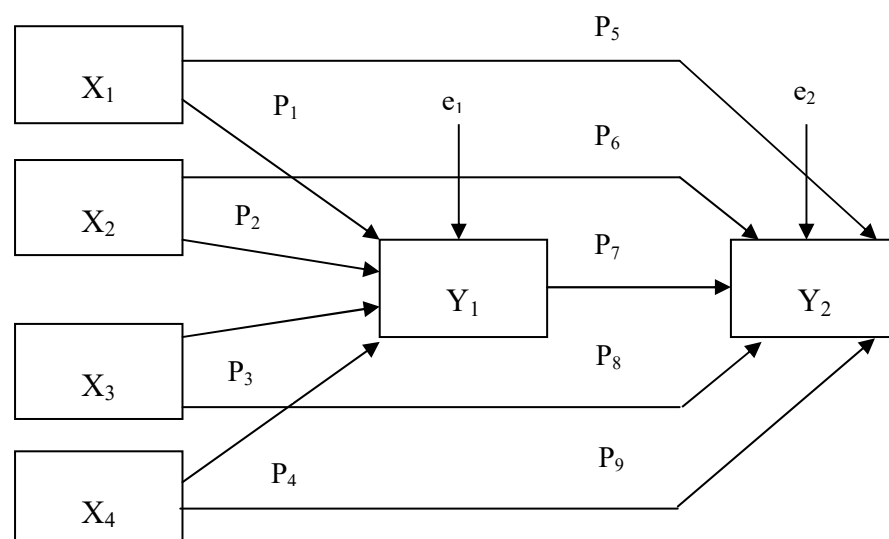 P₅
X₁
P₁
e₁
e₂
P₆
X₂
P₂
P₇
Y₁
Y₂
X₃
P₃
P₈
P₄
P₉
X₄